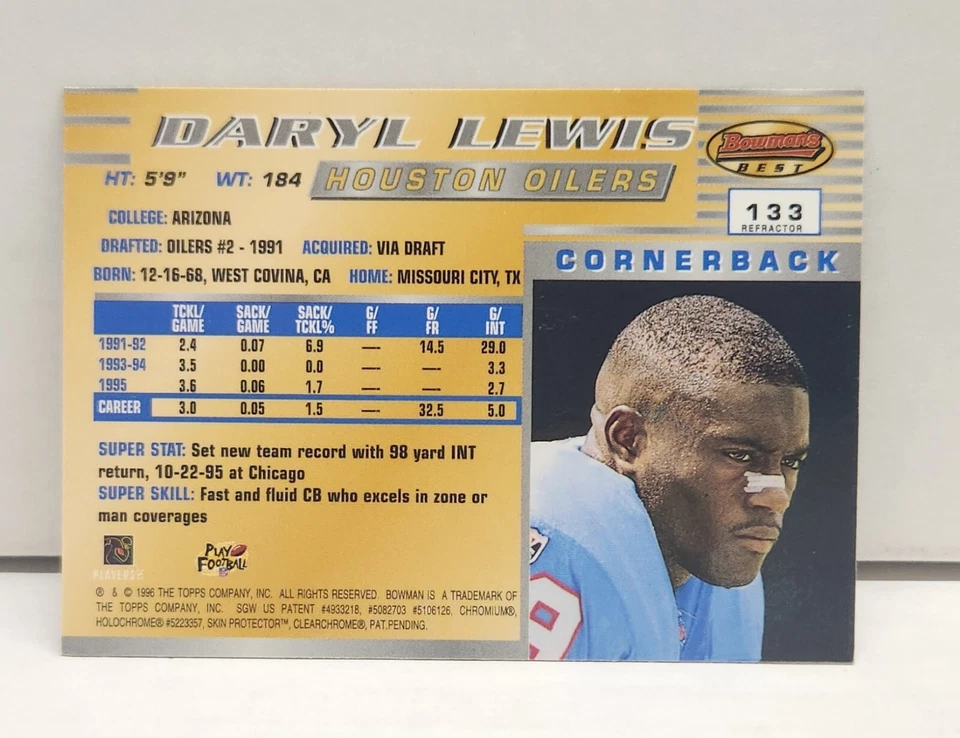 DARYL LEWIS
Bowman's
BEST
HT: 5'9" WT: 184 HOUSTON OILERS
133
REFRACTOR
COLLEGE: ARIZONA
DRAFTED: OILERS #2 - 1991 ACQUIRED: VIA DRAFT
CORNERBACK
BORN: 12-16-68, WEST COVINA, CA HOME: MISSOURI CITY, TX
TCKL/ SACK/ SACK/ G/ G/ G/
GAME GAME TCKL% FF FR INT
1991-92 2.4 0.07 6.9 — 14.5 29.0
1993-94 3.5 0.00 0.0 — — 3.3
1995 3.6 0.06 1.7 — — 2.7
CAREER 3.0 0.05 1.5 — 32.5 5.0
SUPER STAT: Set new team record with 98 yard INT
return, 10-22-95 at Chicago
SUPER SKILL: Fast and fluid CB who excels in zone or
man coverages
PLAYERS
PLAY
FOOTBALL
® & © 1996 THE TOPPS COMPANY, INC. ALL RIGHTS RESERVED. BOWMAN IS A TRADEMARK OF
THE TOPPS COMPANY, INC. SGW US PATENT #4933218, #5082703 #5106126, CHROMIUM®,
HOLOCHROME® #5223357, SKIN PROTECTOR™, CLEARCHROME®, PAT.PENDING.